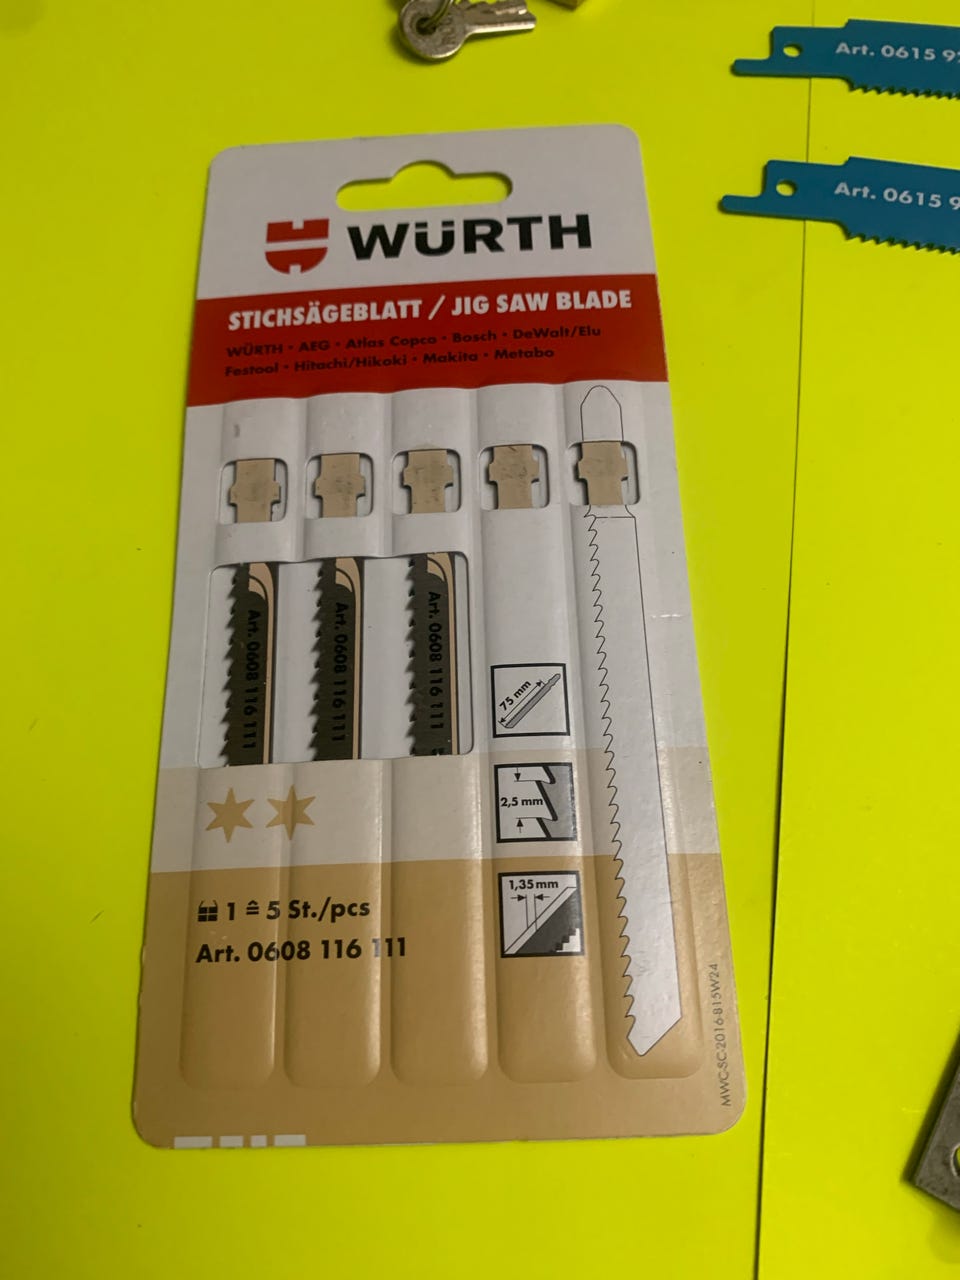 Art. 0615 9
Art. 0615 9
WÜRTH
STICHSÄGEBLATT / JIG SAW BLADE
WÜRTH · AEG · Atlas Copco · Bosch · DeWalt/Elu
Festool · Hitachi/Hikoki · Makita · Metabo
Art. 0608 116 111
Art. 0608 116 111
Art. 0608 116 111
75 mm
2,5 mm
1,35 mm
1 ≙ 5 St./pcs
Art. 0608 116 111
MWC-SC-2016-815W24